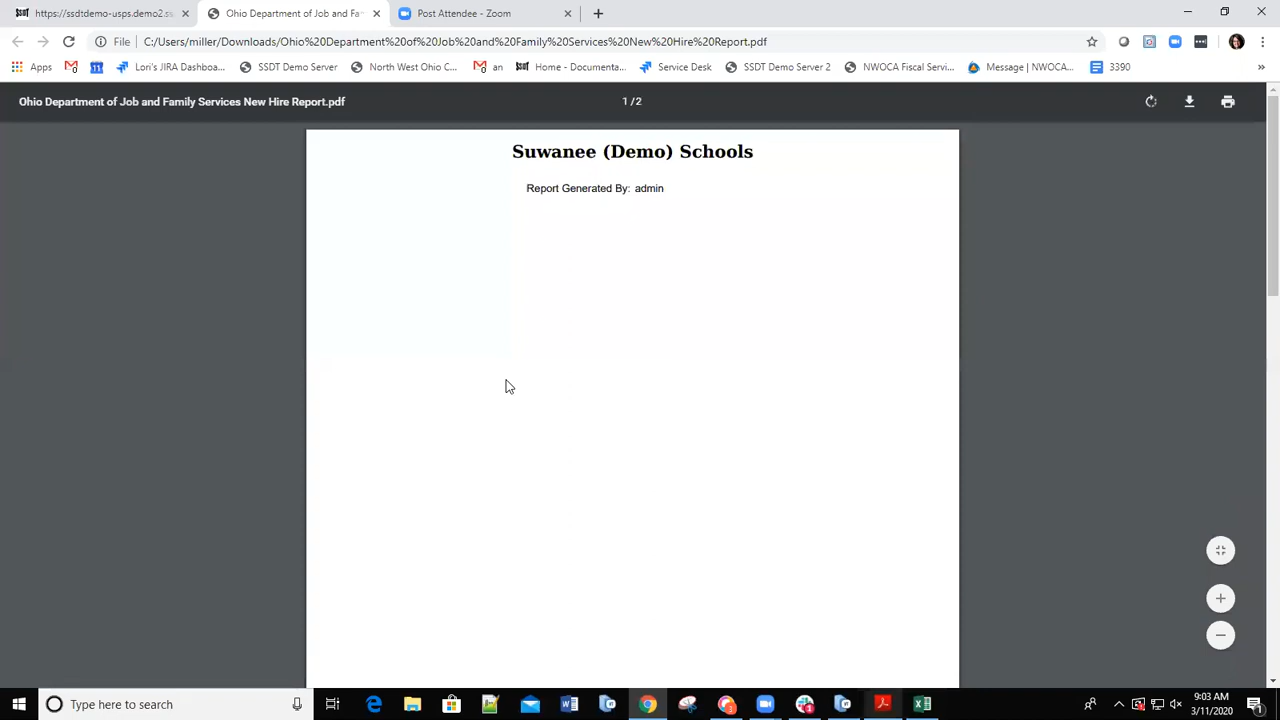 https://ssdtdemo-usps.demo2.ss
Ohio Department of Job and Fa
Post Attendee - Zoom
File
C:/Users/miller/Downloads/Ohio%20Department%20of%20Job%20and%20Family%20Services%20New%20Hire%20Report.pdf
Apps
Lori's JIRA Dashboa...
SSDT Demo Server
North West Ohio C...
an
Home - Documenta...
Service Desk
SSDT Demo Server 2
NWOCA Fiscal Servi...
Message | NWOCA...
3390
»
Ohio Department of Job and Family Services New Hire Report.pdf
1 / 2
Suwanee (Demo) Schools
Report Generated By: admin
Type here to search
9:03 AM
3/11/2020